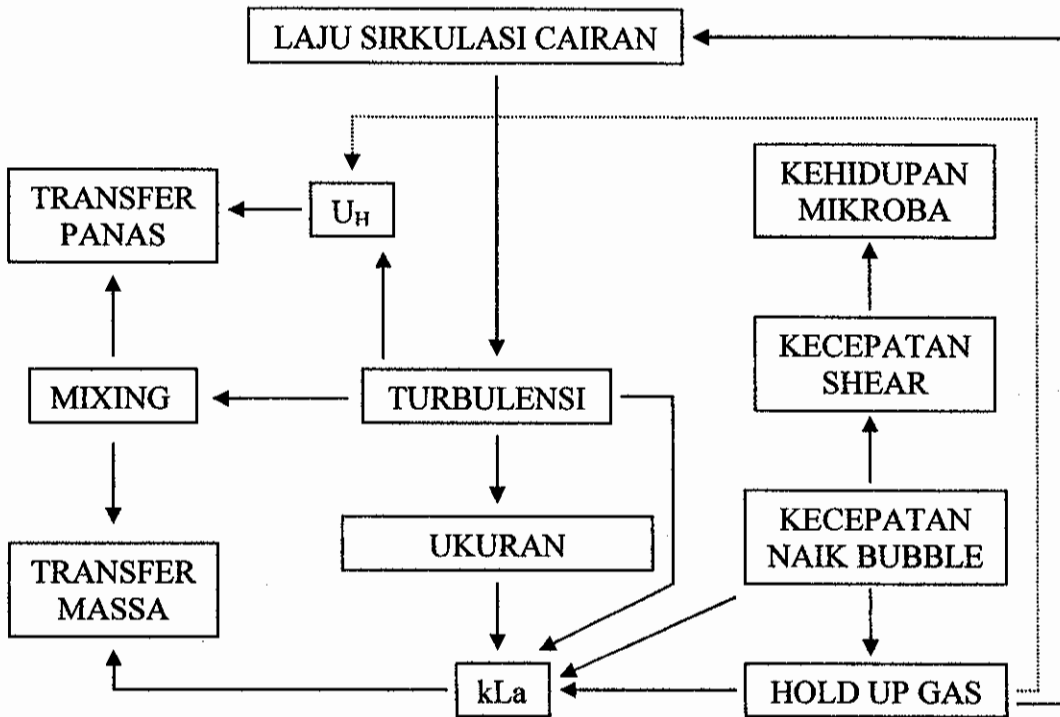 LAJU SIRKULASI CAIRAN
TRANSFER
PANAS
U_H
KEHIDUPAN
MIKROBA
MIXING
TURBULENSI
KECEPATAN
SHEAR
UKURAN
KECEPATAN
NAIK BUBBLE
TRANSFER
MASSA
kLa
HOLD UP GAS